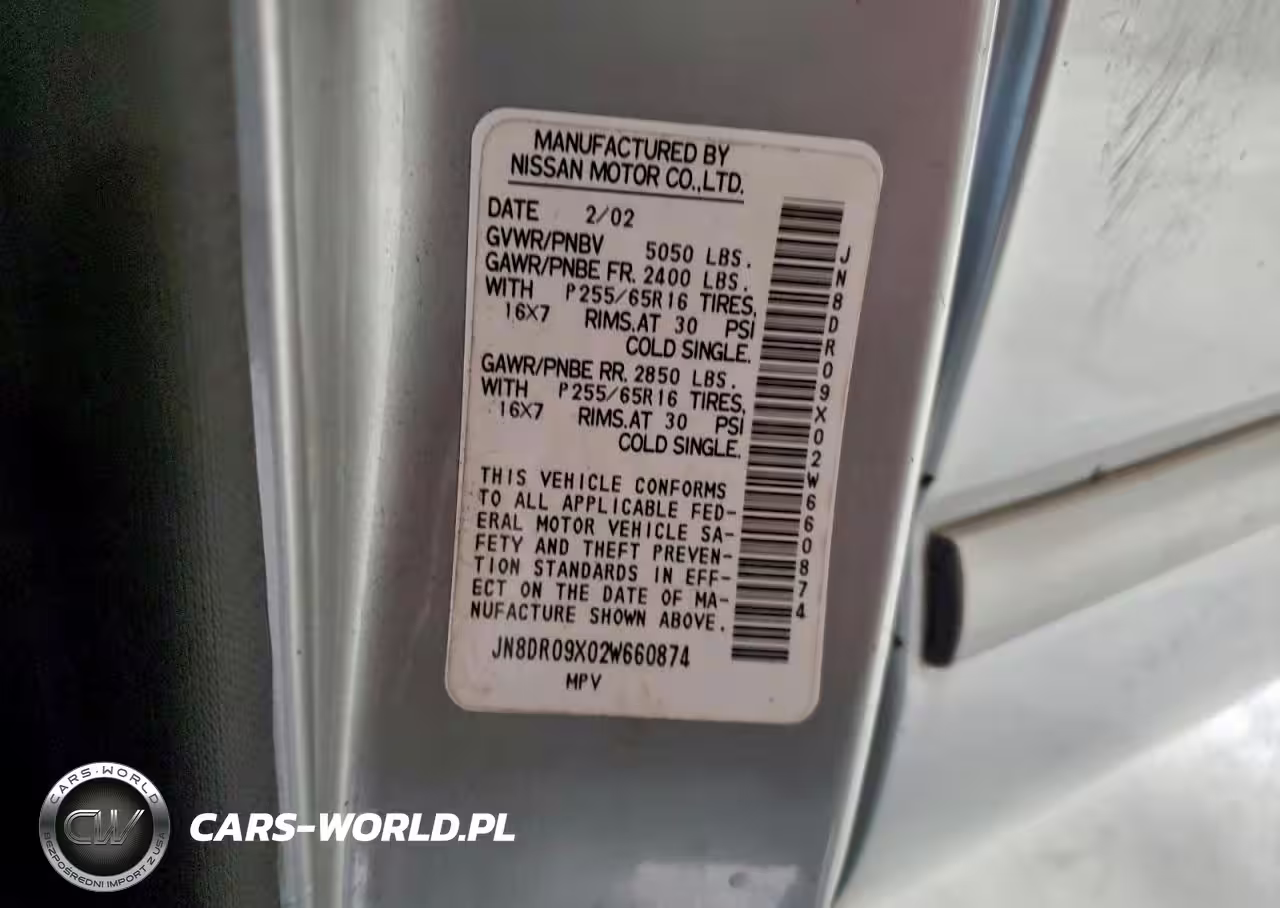 MANUFACTURED BY
NISSAN MOTOR CO.,LTD.
DATE 2/02
GVWR/PNBV 5050 LBS.
GAWR/PNBE FR. 2400 LBS.
WITH P255/65R16 TIRES,
16X7 RIMS,AT 30 PSI
COLD SINGLE.
GAWR/PNBE RR. 2850 LBS.
WITH P255/65R16 TIRES,
16X7 RIMS,AT 30 PSI
COLD SINGLE.
THIS VEHICLE CONFORMS
TO ALL APPLICABLE FED-
ERAL MOTOR VEHICLE SA-
FETY AND THEFT PREVEN-
TION STANDARDS IN EFF-
ECT ON THE DATE OF MA-
NUFACTURE SHOWN ABOVE.
JN8DR09X02W660874
MPV
JN8DR09X02W660874
CARS-WORLD
CW
BEZPOŚREDNI IMPORT Z USA
CARS-WORLD.PL